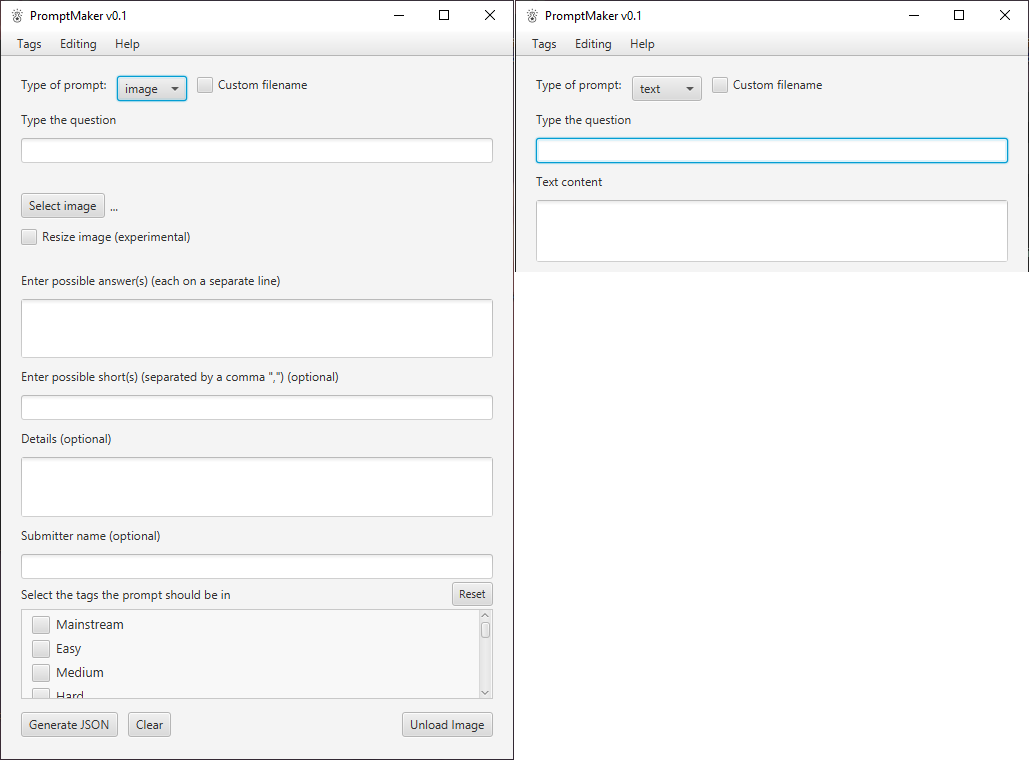 PromptMaker v0.1
Tags Editing Help
Type of prompt: image Custom filename
Type the question
Select image ...
Resize image (experimental)
Enter possible answer(s) (each on a separate line)
Enter possible short(s) (separated by a comma ",") (optional)
Details (optional)
Submitter name (optional)
Select the tags the prompt should be in Reset
Mainstream
Easy
Medium
Hard
Generate JSON Clear Unload Image
PromptMaker v0.1
Tags Editing Help
Type of prompt: text Custom filename
Type the question
Text content